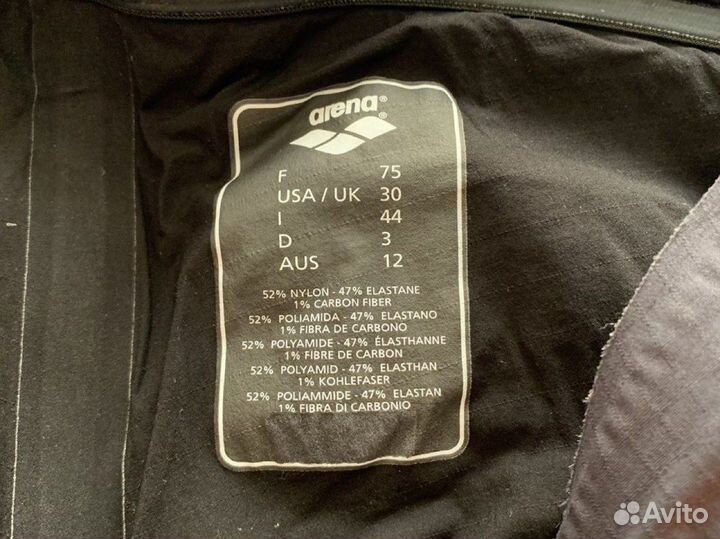 arena®
F 75
USA / UK 30
I 44
D 3
AUS 12
52% NYLON - 47% ELASTANE
1% CARBON FIBER
52% POLIAMIDA - 47% ELASTANO
1% FIBRA DE CARBONO
52% POLYAMIDE - 47% ÉLASTHANNE
1% FIBRE DE CARBON
52% POLYAMID - 47% ELASTHAN
1% KOHLEFASER
52% POLIAMMIDE - 47% ELASTAN
1% FIBRA DI CARBONIO
Avito